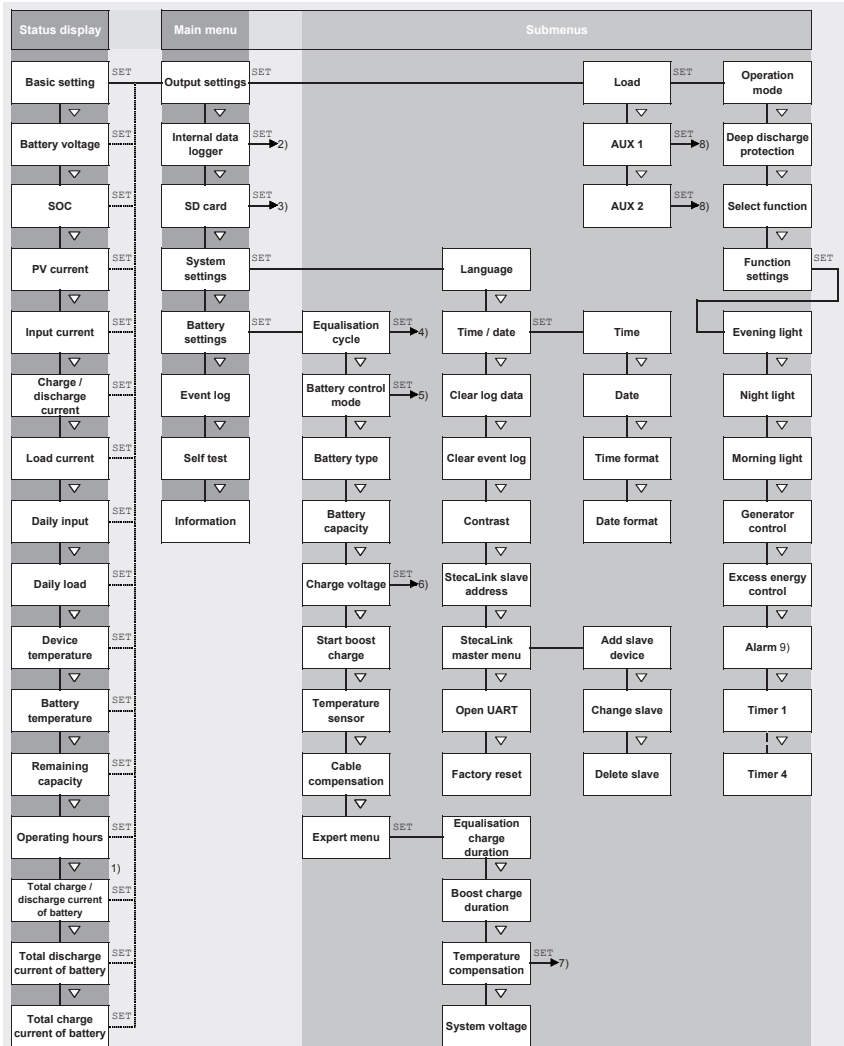 Status display
Main menu
Submenus
Basic setting
SET
Output settings
SET
Load
SET
Operation
mode
Battery voltage
SET
Internal data
logger
SET
2)
AUX 1
SET
8)
Deep discharge
protection
SOC
SET
SD card
SET
3)
AUX 2
SET
8)
Select function
PV current
SET
System
settings
SET
Language
Function
settings
SET
Input current
SET
Battery
settings
SET
Equalisation
cycle
SET
4)
Time / date
SET
Time
Evening light
Charge /
discharge
current
SET
Event log
Battery control
mode
SET
5)
Clear log data
Date
Night light
Load current
SET
Self test
Battery type
Clear event log
Time format
Morning light
Daily input
SET
Information
Battery
capacity
Contrast
Date format
Generator
control
Daily load
SET
Charge voltage
SET
6)
StecaLink slave
address
Excess energy
control
Device
temperature
SET
Start boost
charge
StecaLink
master menu
Add slave
device
Alarm 9)
Battery
temperature
SET
Temperature
sensor
Open UART
Change slave
Timer 1
Remaining
capacity
SET
Cable
compensation
Factory reset
Delete slave
Timer 4
Operating hours
SET
Expert menu
SET
Equalisation
charge
duration
1)
Total charge /
discharge current
of battery
SET
Boost charge
duration
Total discharge
current of battery
SET
Temperature
compensation
SET
7)
Total charge
current of battery
SET
System voltage